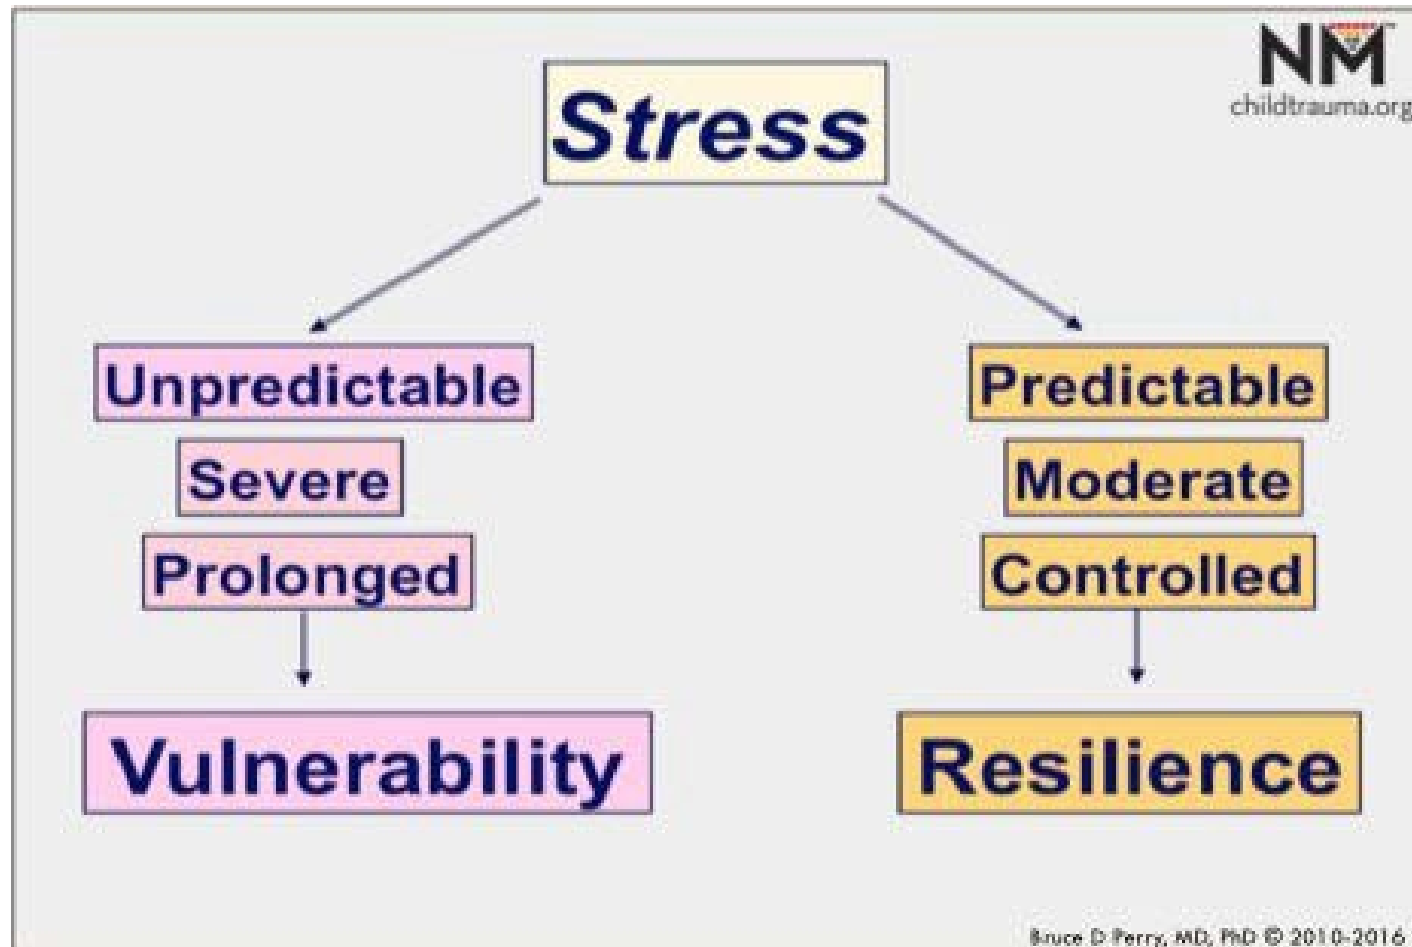 NM
childtrauma.org
Stress
Unpredictable
Severe
Prolonged
Vulnerability
Predictable
Moderate
Controlled
Resilience
Bruce D Perry, MD, PhD © 2010-2016